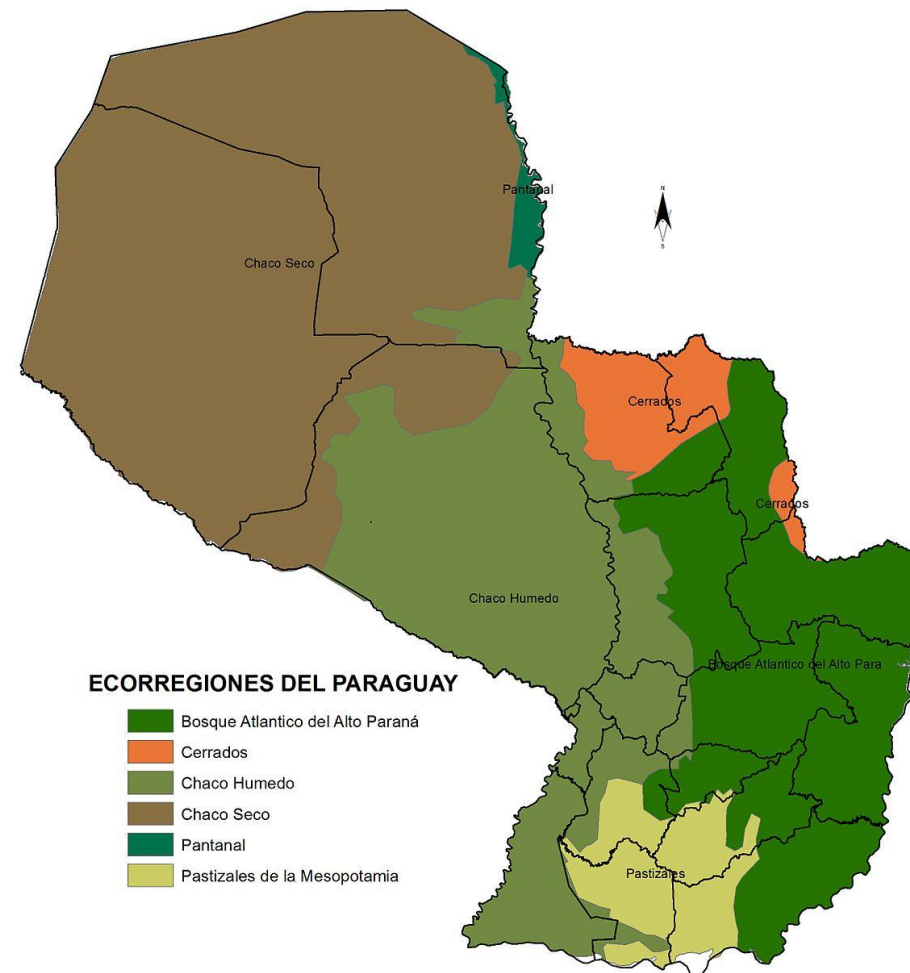 Pantanal
N
S
Chaco Seco
Cerrados
Cerrados
Chaco Humedo
Bosque Atlantico del Alto Para
Pastizales
ECORREGIONES DEL PARAGUAY
Bosque Atlantico del Alto Paraná
Cerrados
Chaco Humedo
Chaco Seco
Pantanal
Pastizales de la Mesopotamia